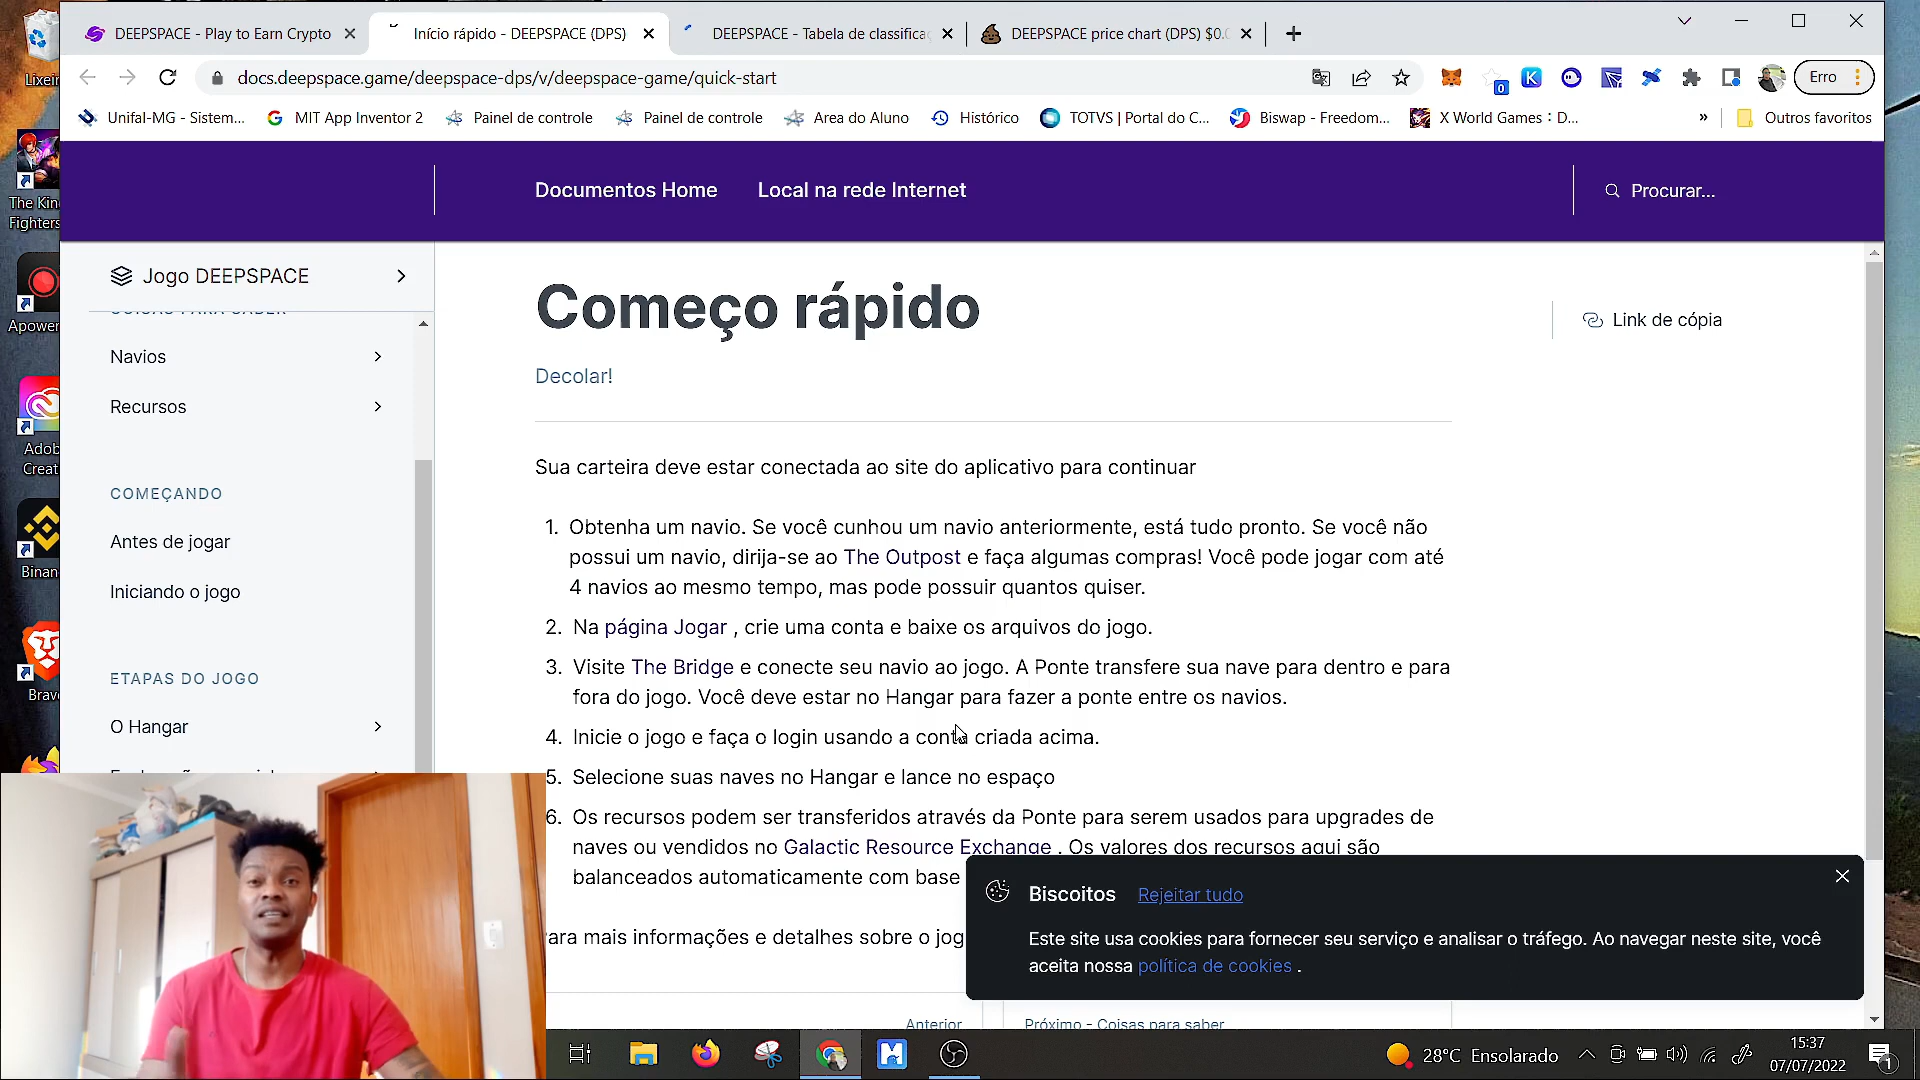 DEEPSPACE - Play to Earn Crypto
Início rápido - DEEPSPACE (DPS)
DEEPSPACE - Tabela de classifica
DEEPSPACE price chart (DPS) $0.
docs.deepspace.game/deepspace-dps/v/deepspace-game/quick-start
0
Erro
Unifal-MG - Sistem...
MIT App Inventor 2
Painel de controle
Painel de controle
Area do Aluno
Histórico
TOTVS | Portal do C...
Biswap - Freedom...
X World Games : D...
»
Outros favoritos
Lixeir
The Kin
Fighters
Apower
Adob
Creat
Binan
Brav
Documentos Home
Local na rede Internet
Procurar...
Jogo DEEPSPACE
COISAS PARA SABER
Navios
Recursos
COMEÇANDO
Antes de jogar
Iniciando o jogo
ETAPAS DO JOGO
O Hangar
Começo rápido
Link de cópia
Decolar!
Sua carteira deve estar conectada ao site do aplicativo para continuar
1. Obtenha um navio. Se você cunhou um navio anteriormente, está tudo pronto. Se você não
possui um navio, dirija-se ao The Outpost e faça algumas compras! Você pode jogar com até
4 navios ao mesmo tempo, mas pode possuir quantos quiser.
2. Na página Jogar , crie uma conta e baixe os arquivos do jogo.
3. Visite The Bridge e conecte seu navio ao jogo. A Ponte transfere sua nave para dentro e para
fora do jogo. Você deve estar no Hangar para fazer a ponte entre os navios.
4. Inicie o jogo e faça o login usando a conta criada acima.
5. Selecione suas naves no Hangar e lance no espaço
6. Os recursos podem ser transferidos através da Ponte para serem usados para upgrades de
naves ou vendidos no Galactic Resource Exchange . Os valores dos recursos aqui são
balanceados automaticamente com base
ara mais informações e detalhes sobre o jog
Anterior
Próximo - Coisas para saber
Biscoitos
Rejeitar tudo
Este site usa cookies para fornecer seu serviço e analisar o tráfego. Ao navegar neste site, você
aceita nossa política de cookies .
28°C Ensolarado
15:37
07/07/2022
1